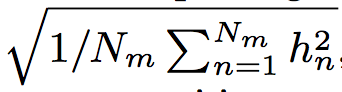 √(1/N_m ∑_{n=1}^{N_m} h_n^2),